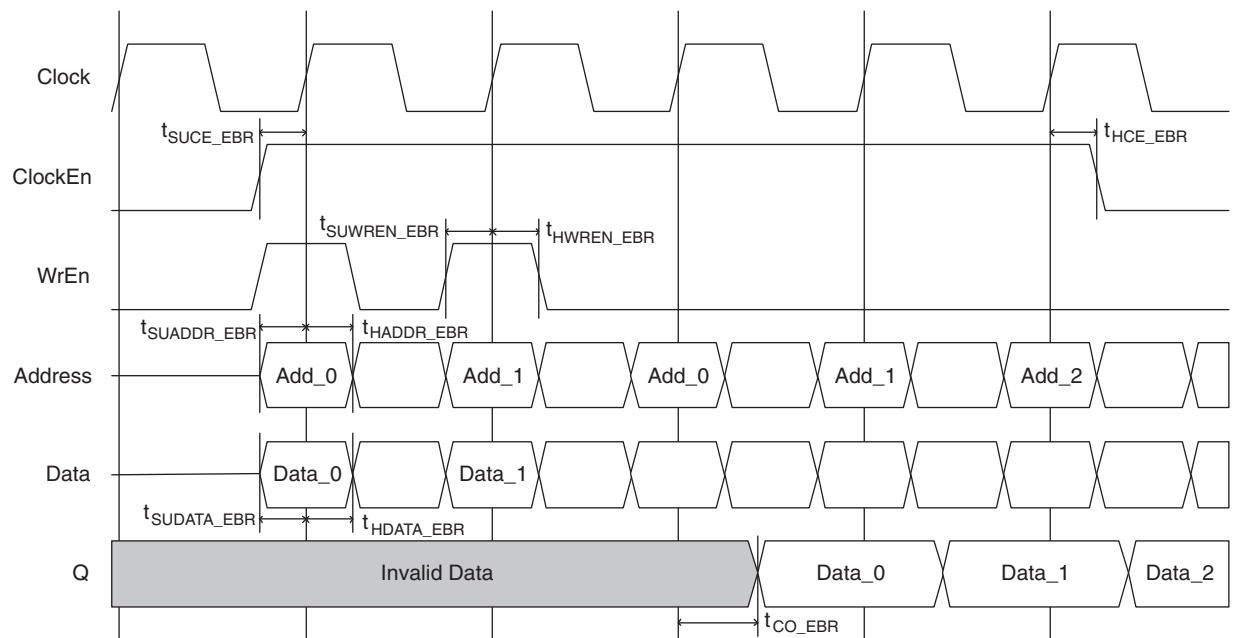 Clock
tSUCE_EBR
tHCE_EBR
ClockEn
tSUWREN_EBR
tHWREN_EBR
WrEn
tSUADDR_EBR
tHADDR_EBR
Address
Add_0
Add_1
Add_0
Add_1
Add_2
Data
Data_0
Data_1
tSUDATA_EBR
tHDATA_EBR
Q
Invalid Data
Data_0
Data_1
Data_2
tCO_EBR